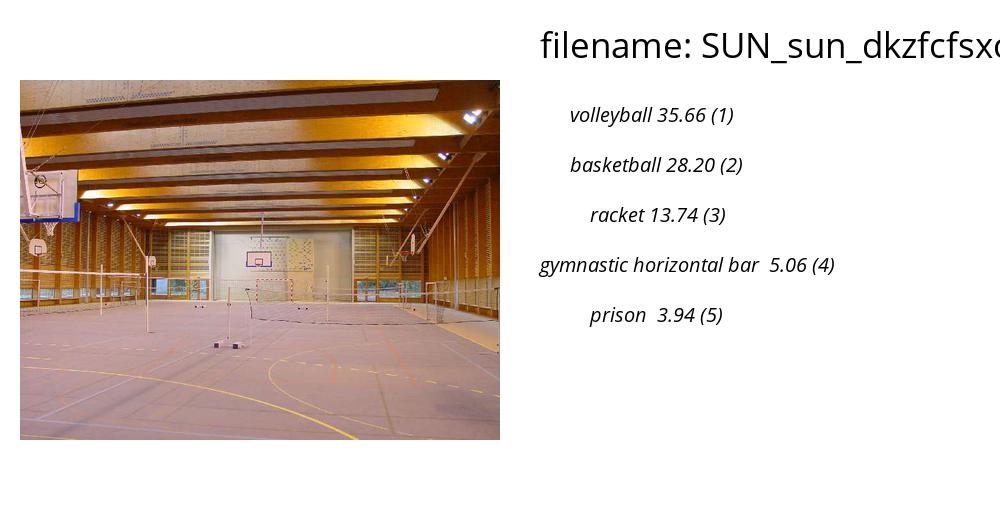 filename: SUN_sun_dkzfcfsx
volleyball 35.66 (1)
basketball 28.20 (2)
racket 13.74 (3)
gymnastic horizontal bar 5.06 (4)
prison 3.94 (5)